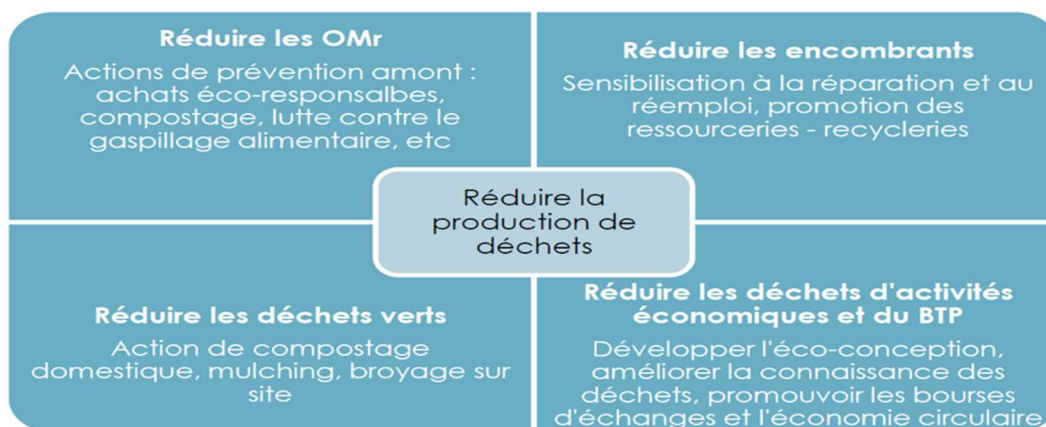 Réduire les OMr
Actions de prévention amont :
achats éco-responsalbes,
compostage, lutte contre le
gaspillage alimentaire, etc
Réduire les encombrants
Sensibilisation à la réparation et au
réemploi, promotion des
ressourceries - recycleries
Réduire la
production de
déchets
Réduire les déchets verts
Action de compostage
domestique, mulching, broyage sur
site
Réduire les déchets d'activités
économiques et du BTP
Développer l'éco-conception,
améliorer la connaissance des
déchets, promouvoir les bourses
d'échanges et l'économie circulaire